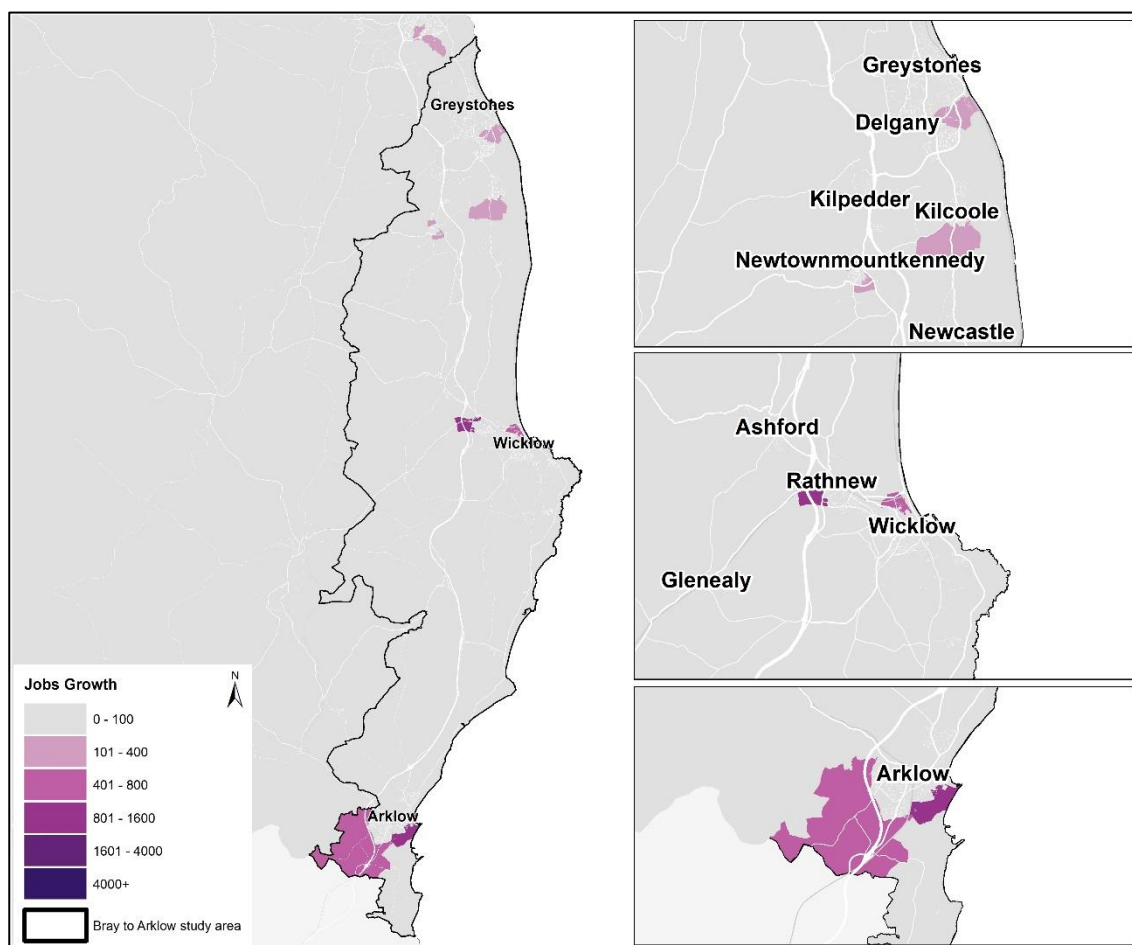 Greystones
Wicklow
Arklow
N
Jobs Growth
0 - 100
101 - 400
401 - 800
801 - 1600
1601 - 4000
4000+
Bray to Arklow study area
Greystones
Delgany
Kilpedder
Kilcoole
Newtownmountkennedy
Newcastle
Ashford
Rathnew
Wicklow
Glenealy
Arklow